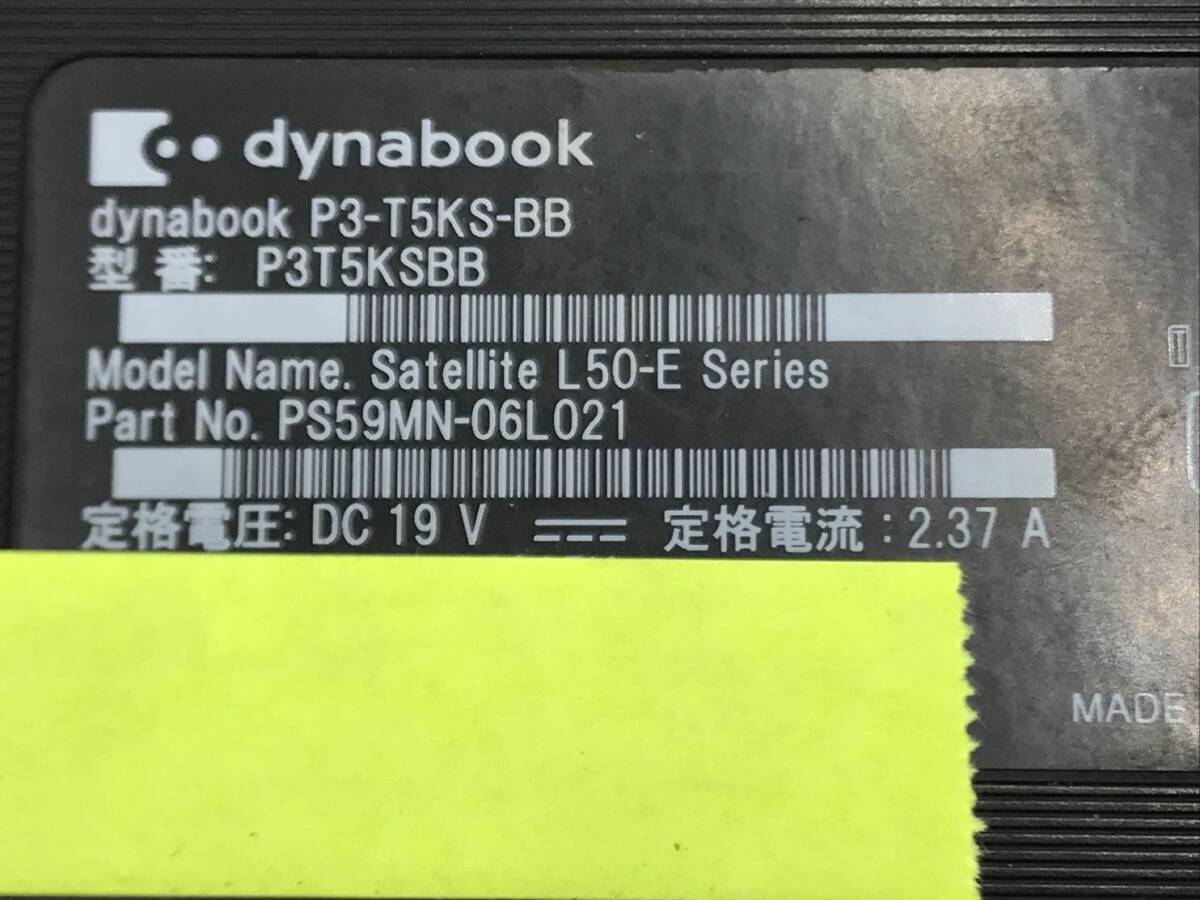 dynabook
dynabook P3-T5KS-BB
型 番: P3T5KSBB
Model Name. Satellite L50-E Series
Part No. PS59MN-06L021
定格電圧: DC 19 V 定格電流 : 2.37 A
MADE